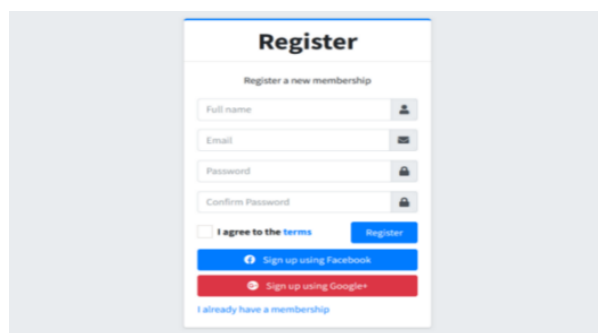 Register
Register a new membership
Full name
Email
Password
Confirm Password
I agree to the terms Register
Sign up using Facebook
Sign up using Google+
I already have a membership